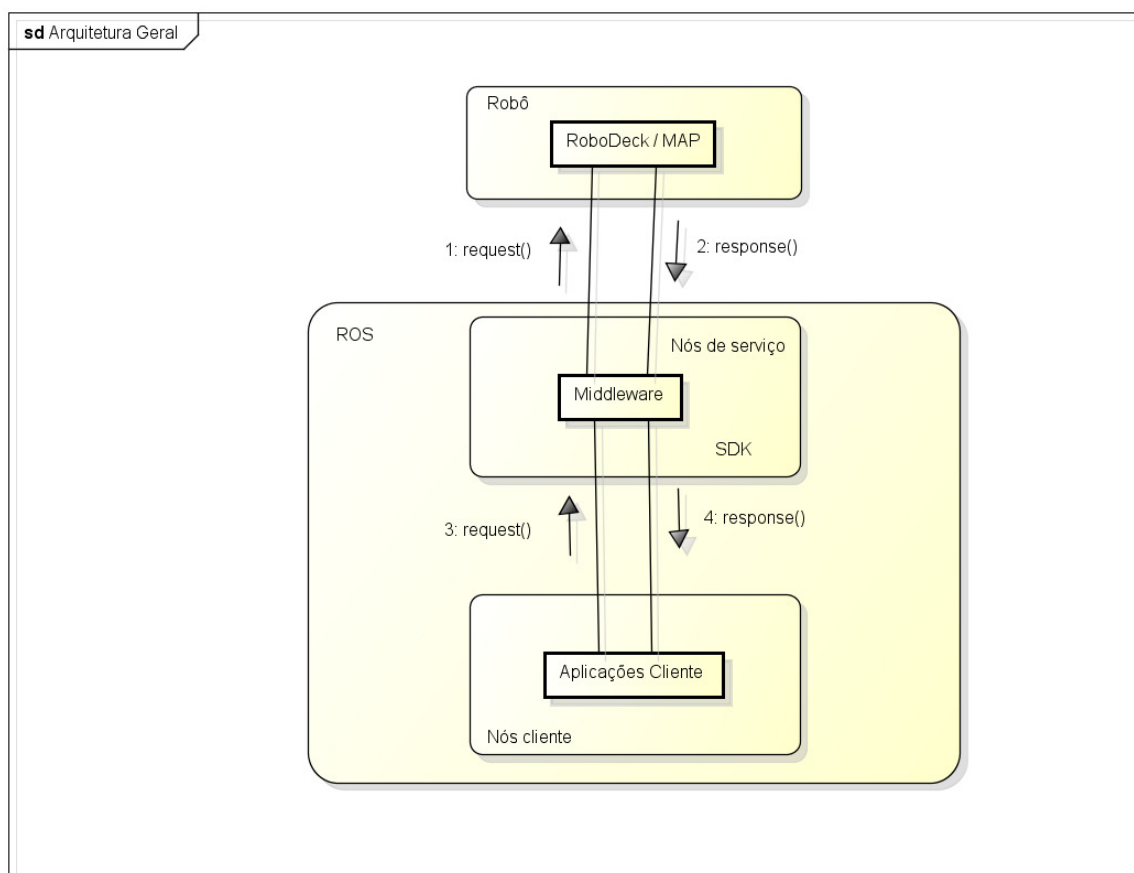 sd Arquitetura Geral
Robô
RoboDeck / MAP
1: request()
2: response()
ROS
Nós de serviço
Middleware
SDK
3: request()
4: response()
Aplicações Cliente
Nós cliente